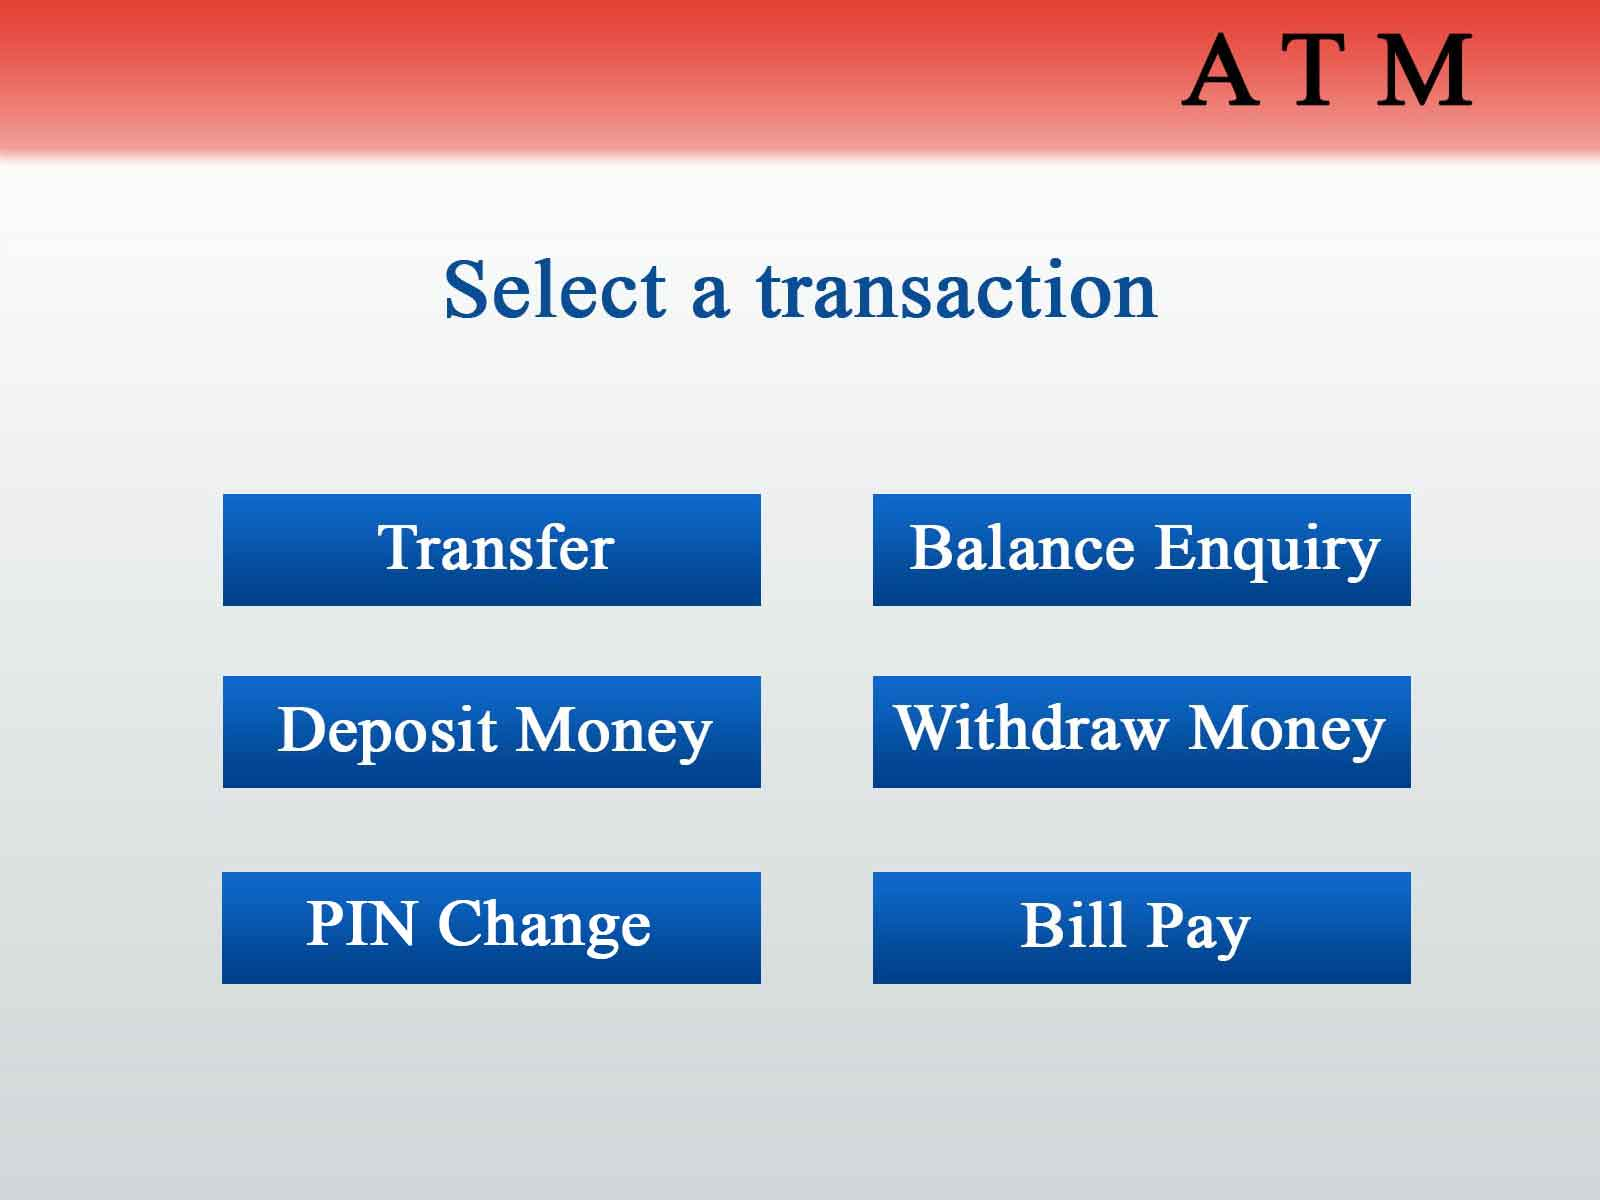 A T M
Select a transaction
Transfer
Balance Enquiry
Deposit Money
Withdraw Money
PIN Change
Bill Pay